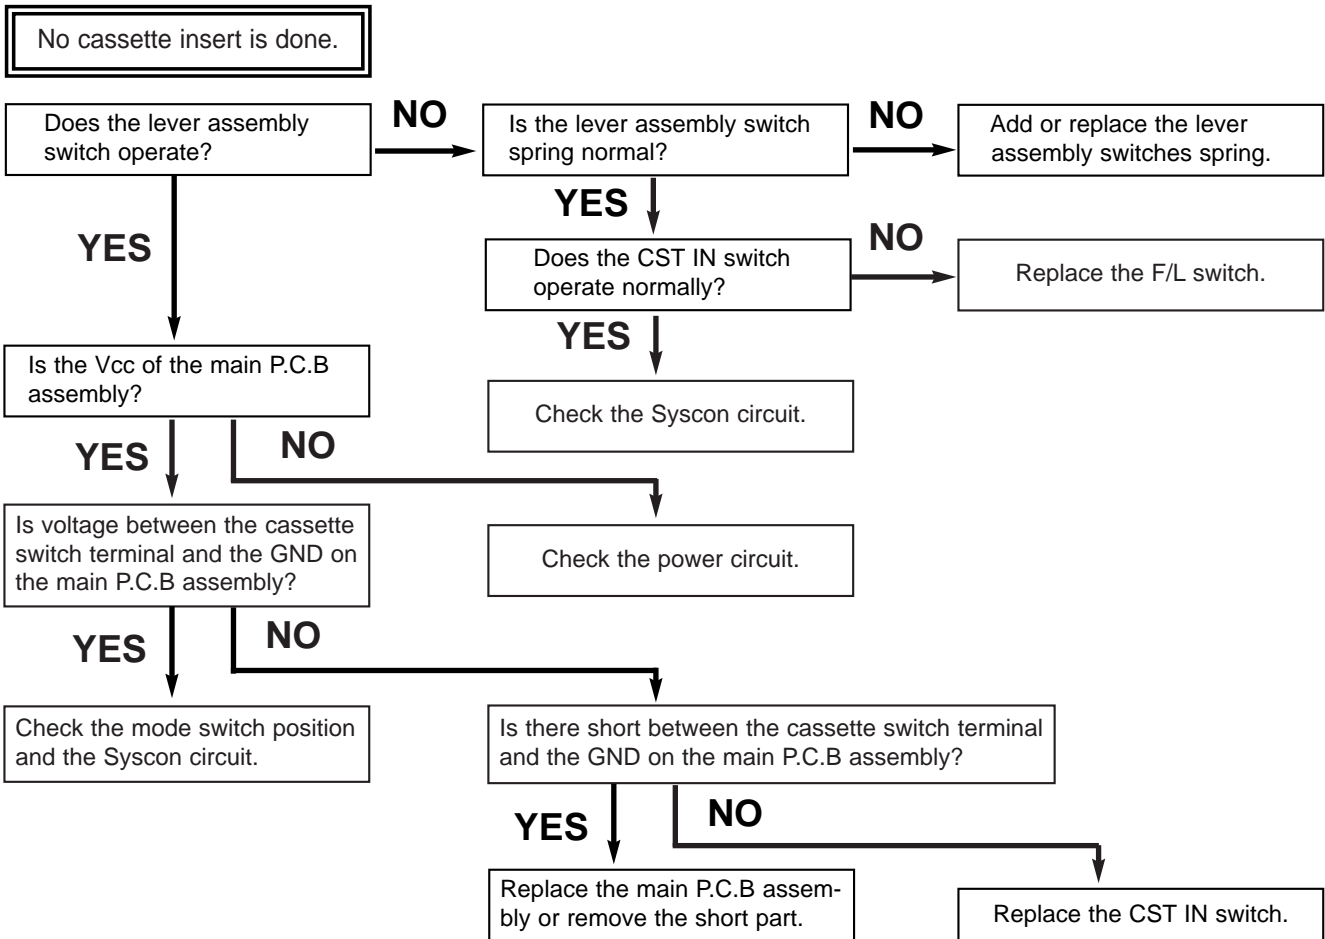 No cassette insert is done.
Does the lever assembly
switch operate?
NO
Is the lever assembly switch
spring normal?
NO
Add or replace the lever
assembly switches spring.
YES
YES
Does the CST IN switch
operate normally?
NO
Replace the F/L switch.
YES
Is the Vcc of the main P.C.B
assembly?
Check the Syscon circuit.
YES
NO
Is voltage between the cassette
switch terminal and the GND on
the main P.C.B assembly?
Check the power circuit.
YES
NO
Check the mode switch position
and the Syscon circuit.
Is there short between the cassette switch terminal
and the GND on the main P.C.B assembly?
YES
NO
Replace the main P.C.B assem-
bly or remove the short part.
Replace the CST IN switch.